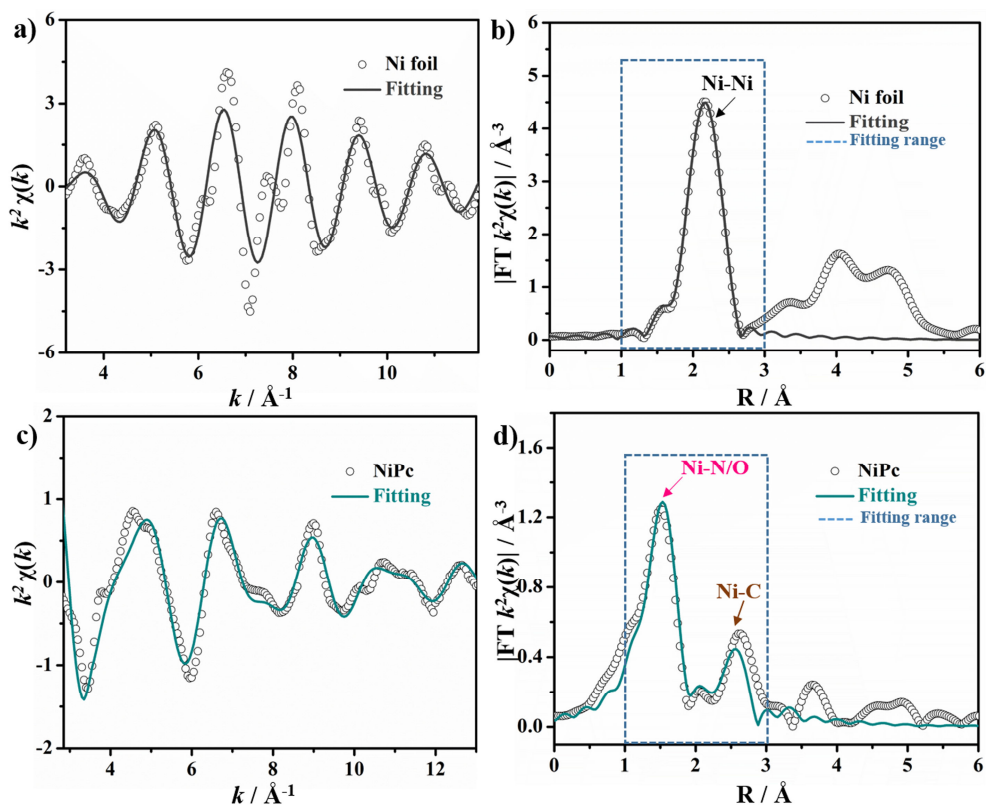 a)
6
3
0
-3
-6
k² χ(k)
Ni foil
Fitting
4 6 8 10
k / Å⁻¹
b)
6
5
4
3
2
1
0
|FT k²χ(k)| / Å⁻³
Ni–Ni
Ni foil
Fitting
Fitting range
0 1 2 3 4 5 6
R / Å
c)
2
1
0
-1
-2
k² χ(k)
NiPc
Fitting
4 6 8 10 12
k / Å⁻¹
d)
1.6
1.2
0.8
0.4
0.0
|FT k²χ(k)| / Å⁻³
Ni–N/O
Ni–C
NiPc
Fitting
Fitting range
0 1 2 3 4 5 6
R / Å